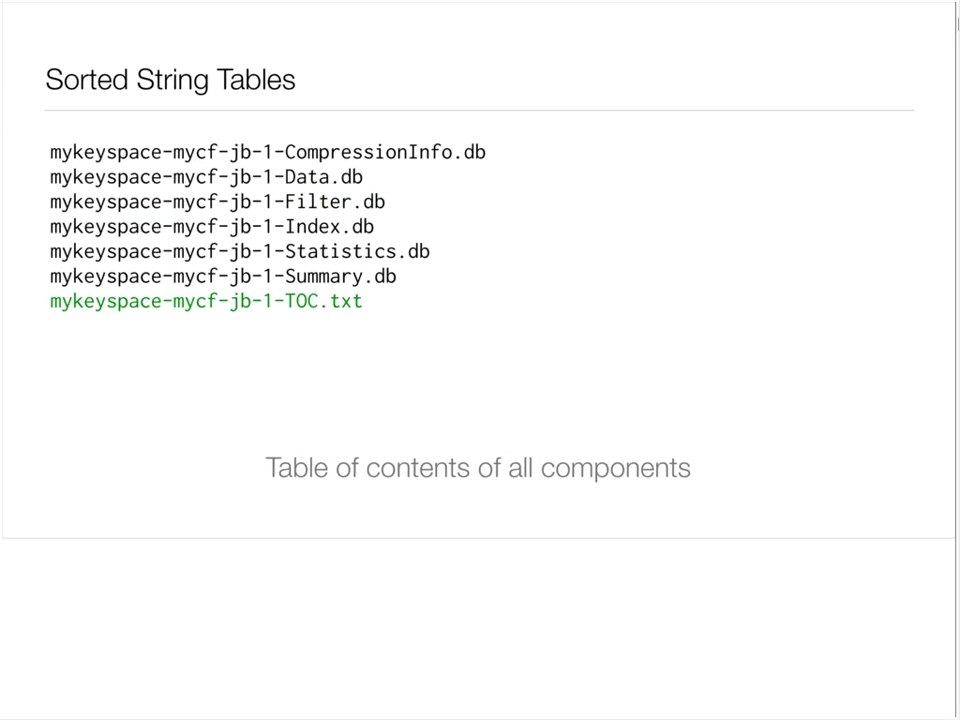 Sorted String Tables
mykeyspace-mycf-jb-1-CompressionInfo.db
mykeyspace-mycf-jb-1-Data.db
mykeyspace-mycf-jb-1-Filter.db
mykeyspace-mycf-jb-1-Index.db
mykeyspace-mycf-jb-1-Statistics.db
mykeyspace-mycf-jb-1-Summary.db
mykeyspace-mycf-jb-1-TOC.txt
Table of contents of all components